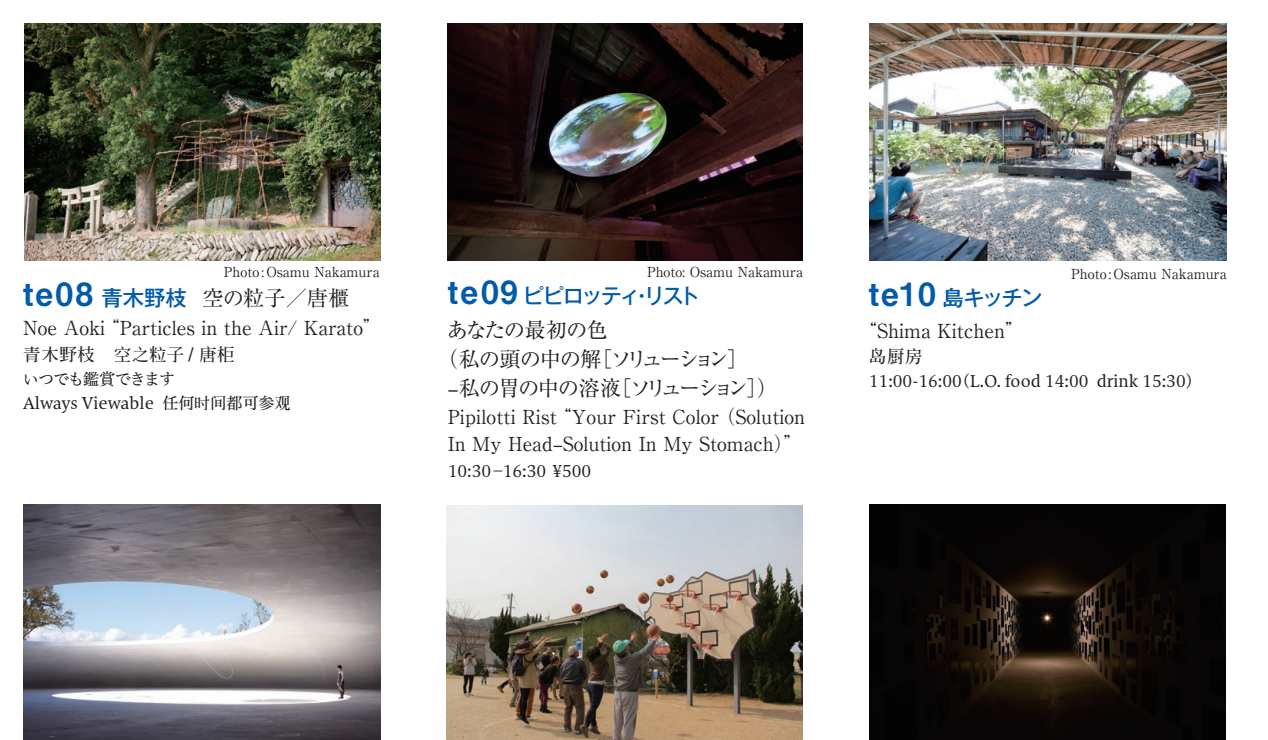 Photo: Osamu Nakamura
te08 青木野枝 空の粒子／唐櫃
Noe Aoki “Particles in the Air/ Karato”
青木野枝 空之粒子 / 唐柜
いつでも鑑賞できます
Always Viewable 任何时间都可参观
Photo: Osamu Nakamura
te09 ピピロッティ・リスト
あなたの最初の色
（私の頭の中の解［ソリューション］
–私の胃の中の溶液［ソリューション］）
Pipilotti Rist “Your First Color（Solution
In My Head–Solution In My Stomach）”
10:30–16:30 ¥500
Photo: Osamu Nakamura
te10 島キッチン
“Shima Kitchen”
岛厨房
11:00-16:00（L.O. food 14:00 drink 15:30）